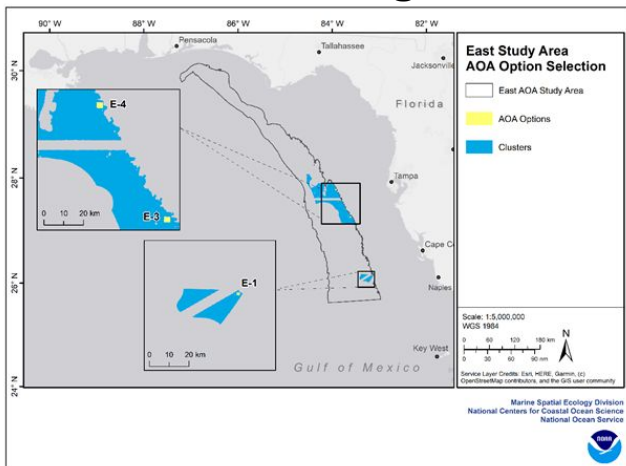 90° W
88° W
86° W
84° W
82° W
Pensacola
Tallahassee
Jacksonville
30° N
28° N
26° N
24° N
Florida
E-4
E-3
0 10 20 km
Tampa
E-1
0 10 20 km
Cape C
Naples
Key West
Gulf of Mexico
East Study Area
AOA Option Selection
East AOA Study Area
AOA Options
Clusters
Scale: 1:5,000,000
WGS 1984
N
0 60 120 180 km
0 30 60 90 nm
Service Layer Credits: Esri, HERE, Garmin, (c)
OpenStreetMap contributors, and the GIS user community
Marine Spatial Ecology Division
National Centers for Coastal Ocean Science
National Ocean Service
NOAA